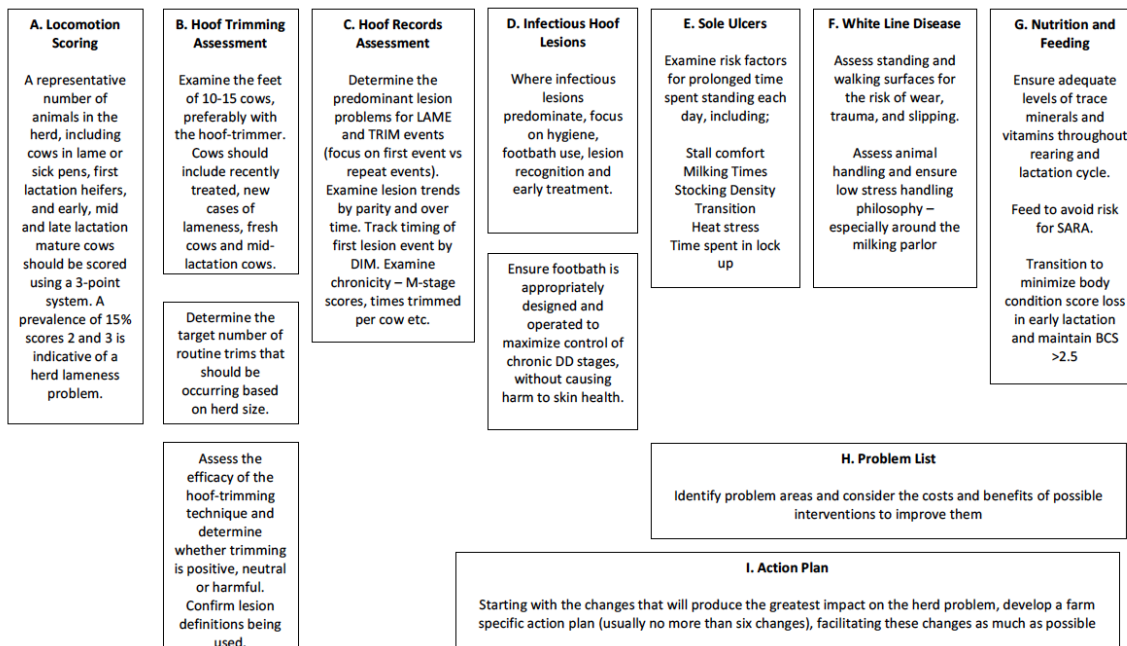 A. Locomotion
Scoring
A representative
number of
animals in the
herd, including
cows in lame or
sick pens, first
lactation heifers,
and early, mid
and late lactation
mature cows
should be scored
using a 3-point
system. A
prevalence of 15%
scores 2 and 3 is
indicative of a
herd lameness
problem.
B. Hoof Trimming
Assessment
Examine the feet
of 10-15 cows,
preferably with
the hoof-trimmer.
Cows should
include recently
treated, new
cases of
lameness, fresh
cows and mid-
lactation cows.
Determine the
target number of
routine trims that
should be
occurring based
on herd size.
Assess the
efficacy of the
hoof-trimming
technique and
determine
whether trimming
is positive, neutral
or harmful.
Confirm lesion
definitions being
used.
C. Hoof Records
Assessment
Determine the
predominant lesion
problems for LAME
and TRIM events
(focus on first event vs
repeat events).
Examine lesion trends
by parity and over
time. Track timing of
first lesion event by
DIM. Examine
chronicity – M-stage
scores, times trimmed
per cow etc.
D. Infectious Hoof
Lesions
Where infectious
lesions
predominate, focus
on hygiene,
footbath use, lesion
recognition and
early treatment.
Ensure footbath is
appropriately
designed and
operated to
maximize control of
chronic DD stages,
without causing
harm to skin health.
E. Sole Ulcers
Examine risk factors
for prolonged time
spent standing each
day, including;
Stall comfort
Milking Times
Stocking Density
Transition
Heat stress
Time spent in lock
up
F. White Line Disease
Assess standing and
walking surfaces for
the risk of wear,
trauma, and slipping.
Assess animal
handling and ensure
low stress handling
philosophy –
especially around the
milking parlor
G. Nutrition and
Feeding
Ensure adequate
levels of trace
minerals and
vitamins throughout
rearing and
lactation cycle.
Feed to avoid risk
for SARA.
Transition to
minimize body
condition score loss
in early lactation
and maintain BCS
>2.5
H. Problem List
Identify problem areas and consider the costs and benefits of possible
interventions to improve them
I. Action Plan
Starting with the changes that will produce the greatest impact on the herd problem, develop a farm
specific action plan (usually no more than six changes), facilitating these changes as much as possible